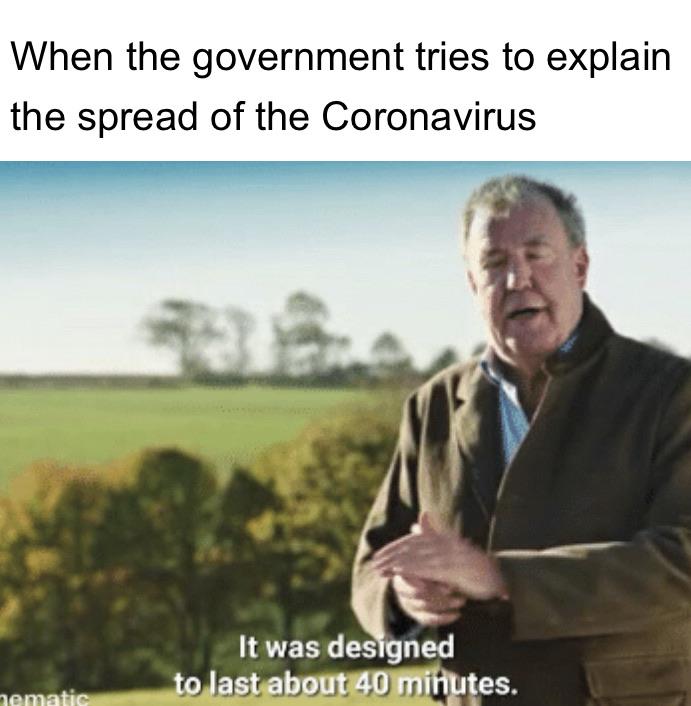 When the government tries to explain
the spread of the Coronavirus
It was designed
to last about 40 minutes.
nematic